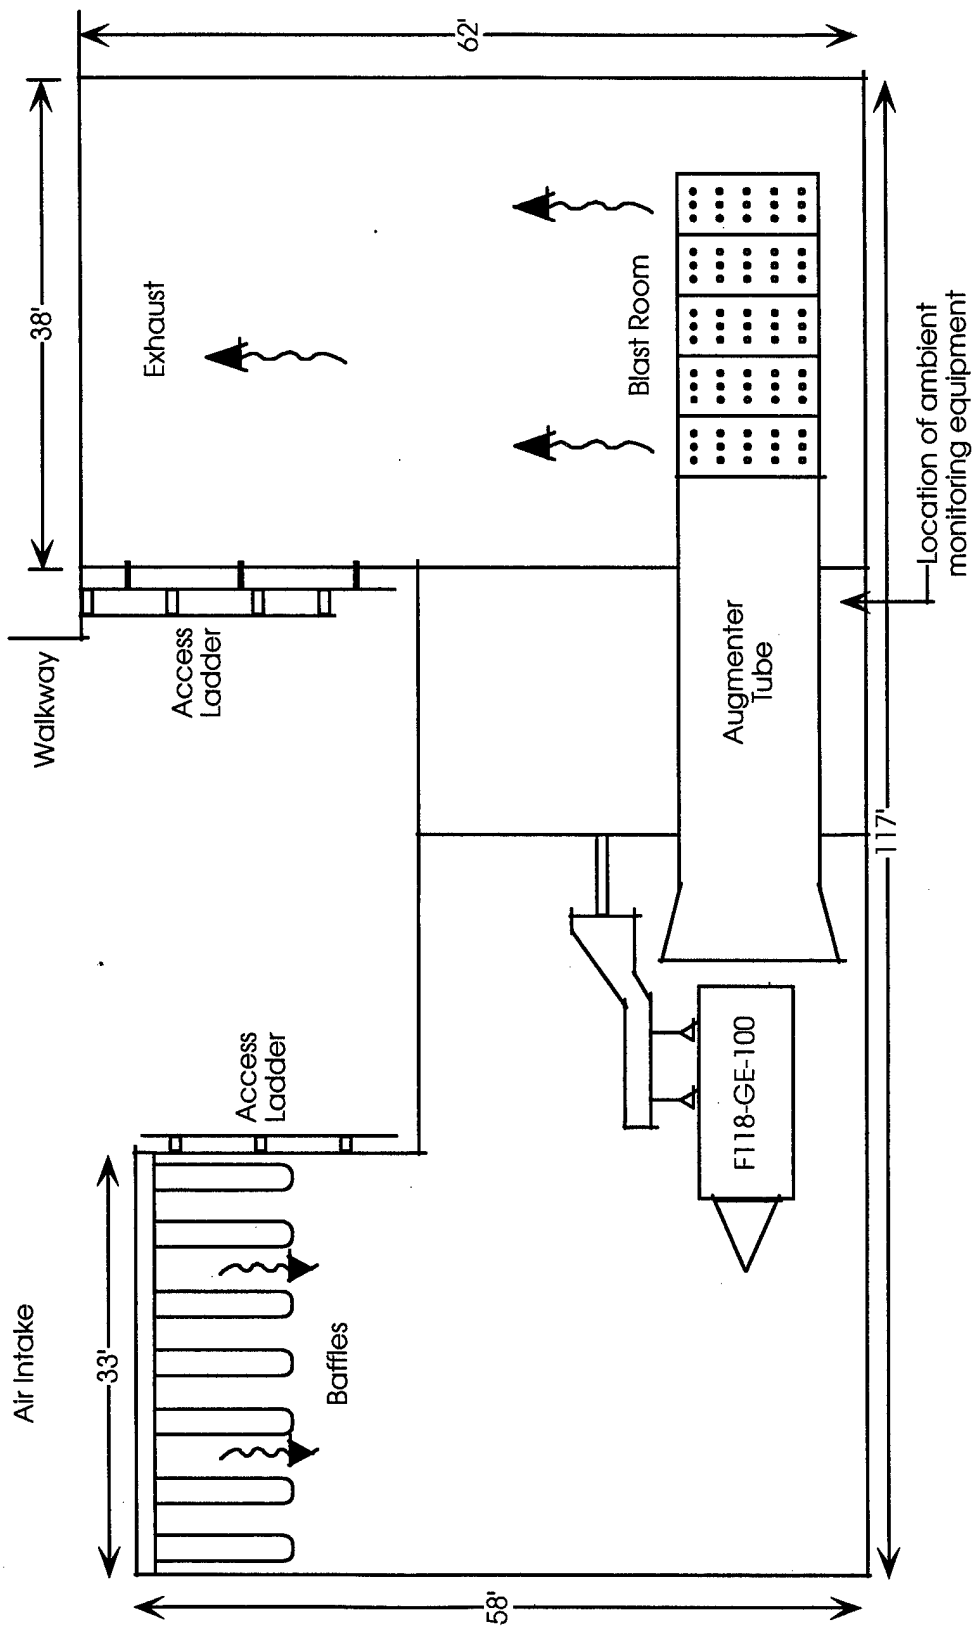 Air Intake
33'
Baffles
58'
Access
Ladder
F118-GE-100
Walkway
Access
Ladder
Augmenter
Tube
117'
Location of ambient
monitoring equipment
38'
Exhaust
Blast Room
62'